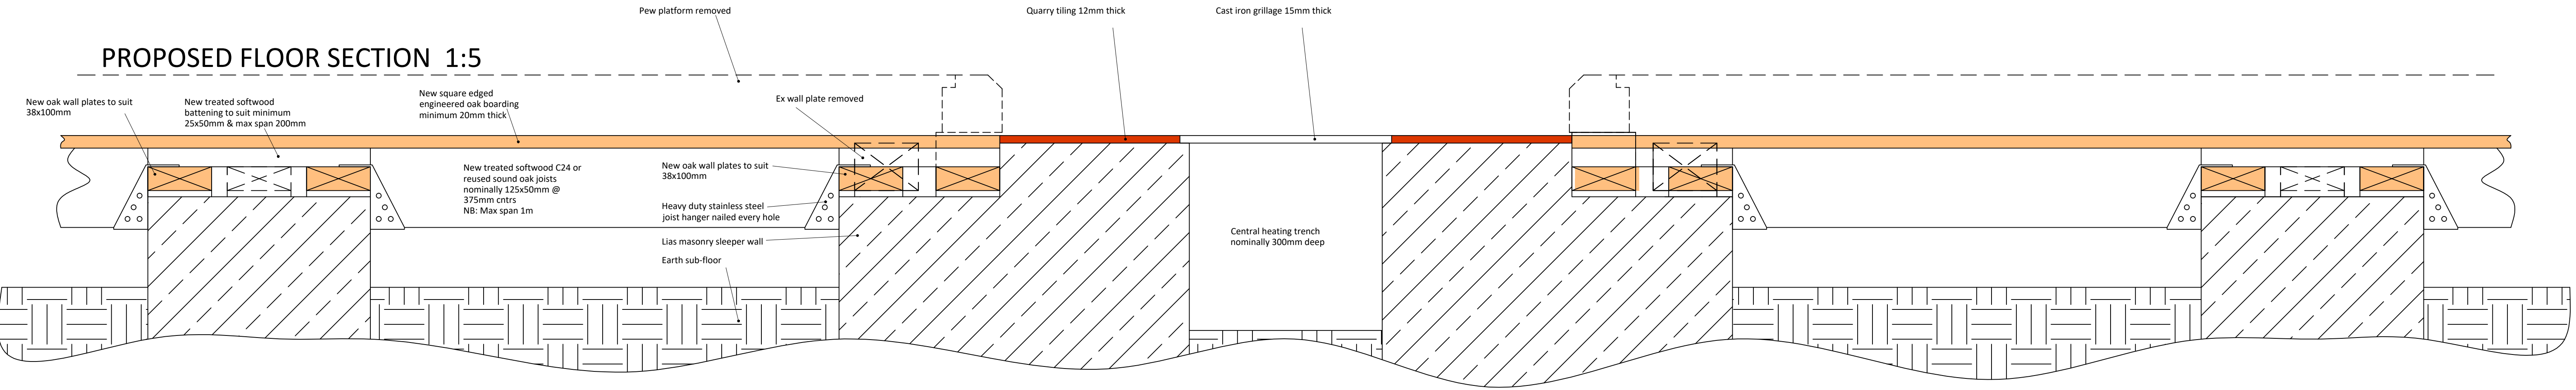 PROPOSED FLOOR SECTION 1:5
Pew platform removed
Quarry tiling 12mm thick
Cast iron grillage 15mm thick
New oak wall plates to suit
38x100mm
New treated softwood
battening to suit minimum
25x50mm & max span 200mm
New square edged
engineered oak boarding
minimum 20mm thick
Ex wall plate removed
New treated softwood C24 or
reused sound oak joists
nominally 125x50mm @
375mm cntrs
NB: Max span 1m
New oak wall plates to suit
38x100mm
Heavy duty stainless steel
joist hanger nailed every hole
Lias masonry sleeper wall
Earth sub-floor
Central heating trench
nominally 300mm deep